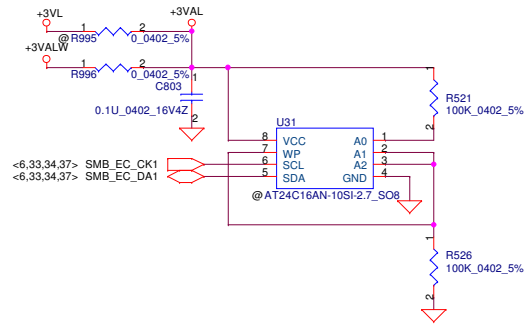 +3VL
+3VAL
1
2
@ R995
0_0402_5%
+3VALW
1
2
R996
0_0402_5%
C803
1
0.1U_0402_16V4Z
2
1
R521
100K_0402_5%
2
U31
8 VCC A0 1
7 WP A1 2
6 SCL A2 3
5 SDA GND 4
<6,33,34,37> SMB_EC_CK1
<6,33,34,37> SMB_EC_DA1
@ AT24C16AN-10SI-2.7_SO8
1
R526
100K_0402_5%
2